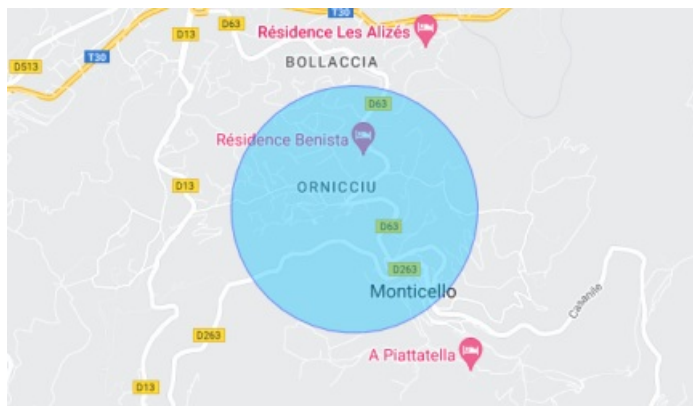 T30
D63
Résidence Les Alizés
D13
T30
BOLLACCIA
D513
D63
Résidence Benista
D13
ORNICCIU
D63
D263
Monticello
Casanile
D263
A Piattatella
D13